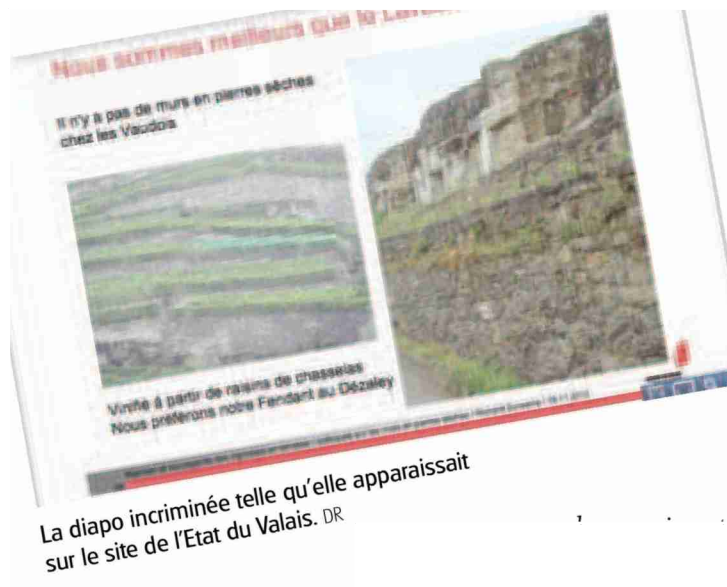 Nous sommes meilleurs que
Il n'y a pas de murs en pierres sèches
chez les Vaudois
Vinifié à partir de raisins de chasselas
Nous préférons notre Fendant au Dézaley
La diapo incriminée telle qu'elle apparaissait
sur le site de l'Etat du Valais. DR